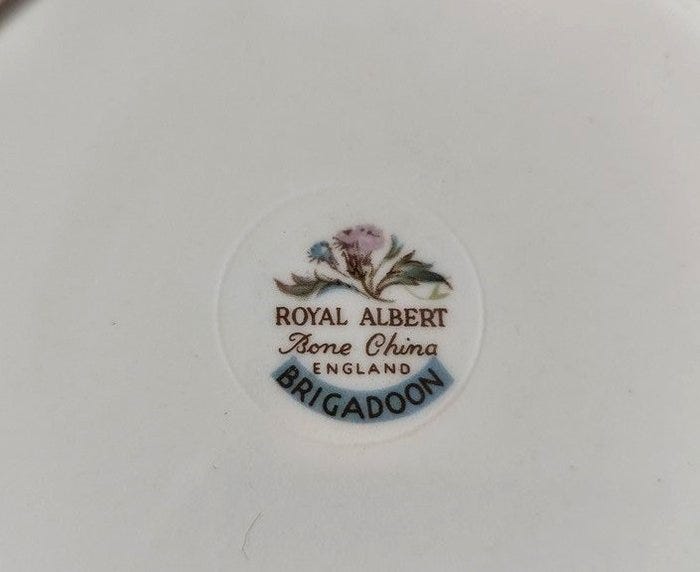 ROYAL ALBERT
Bone China
ENGLAND
BRIGADOON